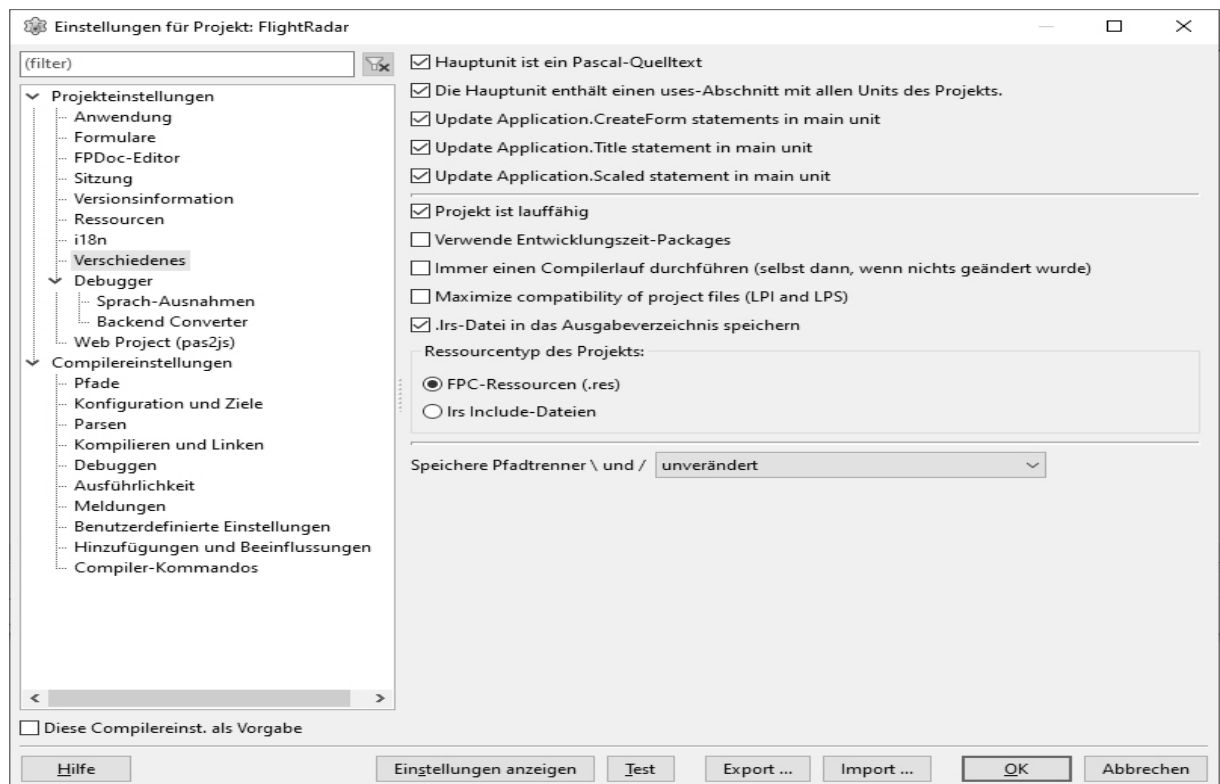 Einstellungen für Projekt: FlightRadar
(filter)
Projekteinstellungen
Anwendung
Formulare
FPDoc-Editor
Sitzung
Versionsinformation
Ressourcen
i18n
Verschiedenes
Debugger
Sprach-Ausnahmen
Backend Converter
Web Project (pas2js)
Compilereinstellungen
Pfade
Konfiguration und Ziele
Parsen
Kompilieren und Linken
Debuggen
Ausführlichkeit
Meldungen
Benutzerdefinierte Einstellungen
Hinzufügungen und Beeinflussungen
Compiler-Kommandos
Diese Compilereinst. als Vorgabe
Hauptunit ist ein Pascal-Quelltext
Die Hauptunit enthält einen uses-Abschnitt mit allen Units des Projekts.
Update Application.CreateForm statements in main unit
Update Application.Title statement in main unit
Update Application.Scaled statement in main unit
Projekt ist lauffähig
Verwende Entwicklungszeit-Packages
Immer einen Compilerlauf durchführen (selbst dann, wenn nichts geändert wurde)
Maximize compatibility of project files (LPI and LPS)
.lrs-Datei in das Ausgabeverzeichnis speichern
Ressourcentyp des Projekts:
FPC-Ressourcen (.res)
lrs Include-Dateien
Speichere Pfadtrenner \ und / unverändert
Hilfe Einstellungen anzeigen Test Export ... Import ... OK Abbrechen